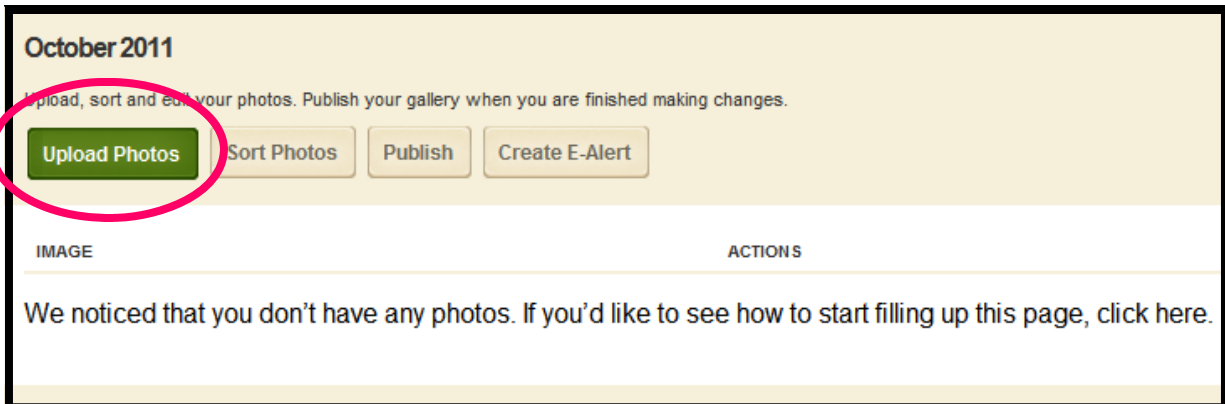 October 2011
Upload, sort and edit your photos. Publish your gallery when you are finished making changes.
Upload Photos Sort Photos Publish Create E-Alert
IMAGE ACTIONS
We noticed that you don’t have any photos. If you’d like to see how to start filling up this page, click here.